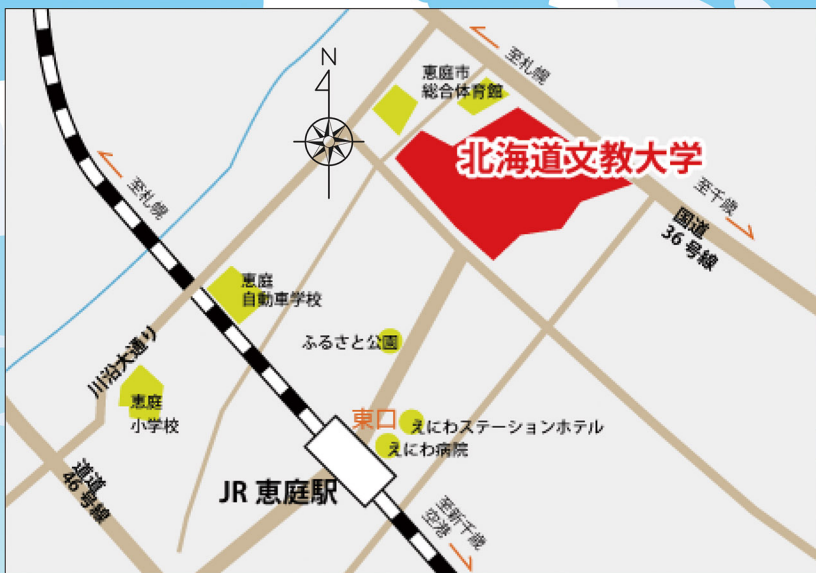 N
恵庭市
総合体育館
至札幌
北海道文教大学
至千歳
国道
36号線
至札幌
恵庭
自動車学校
川沿大通り
ふるさと公園
恵庭
小学校
東口
えにわステーションホテル
えにわ病院
JR 恵庭駅
道道
46号線
至新千歳
空港